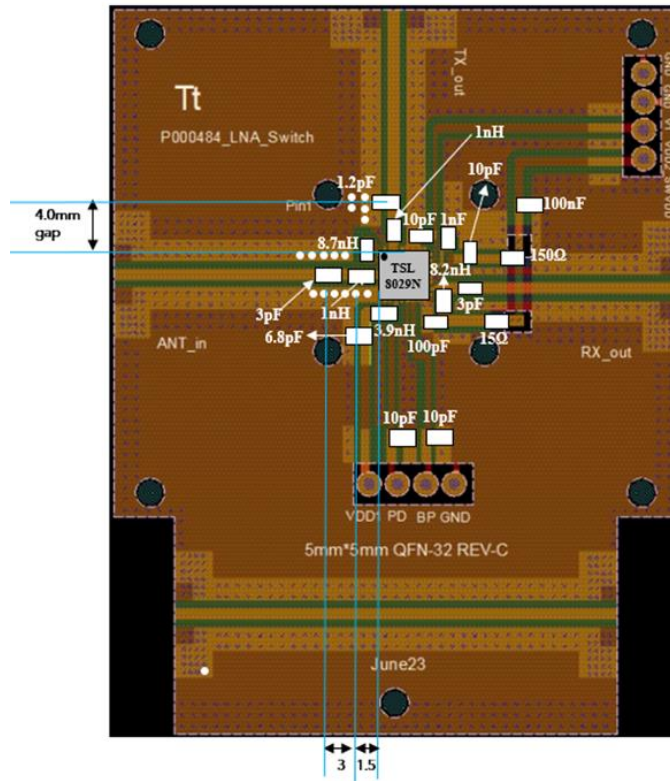 TX_out
GND
Tt
P000484_LNA_Switch
1nH
10pF
1.2pF
Pin1
100nF
4.0mm
gap
10pF
1nF
8.7nH
TSL
8029N
8.2nH
150Ω
3pF
1nH
3pF
6.8pF
3.9nH
100pF
15Ω
ANT_in
RX_out
10pF
10pF
VDD1 PD BP GND
5mm*5mm QFN-32 REV-C
June23
3
1.5